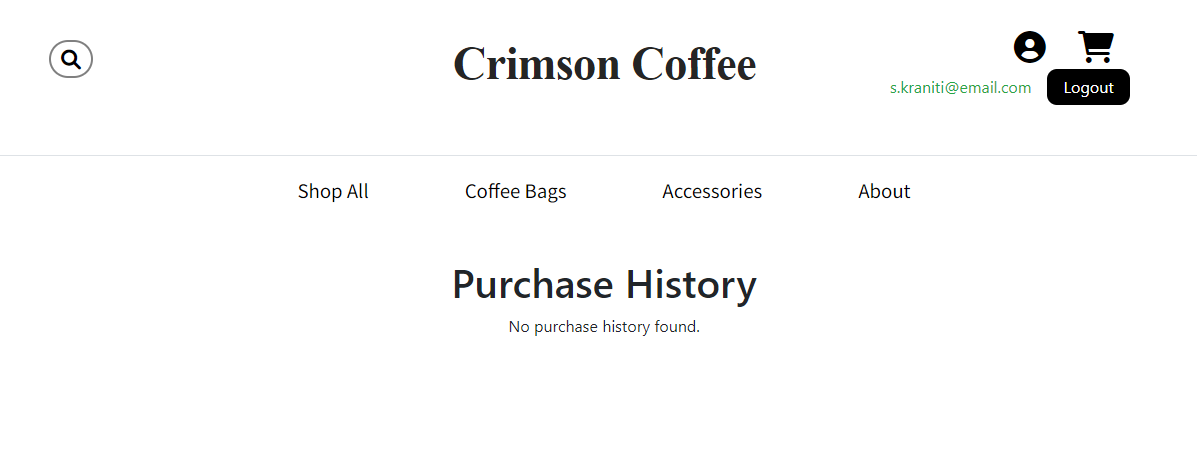 Crimson Coffee
s.kraniti@email.com Logout
Shop All Coffee Bags Accessories About
Purchase History
No purchase history found.